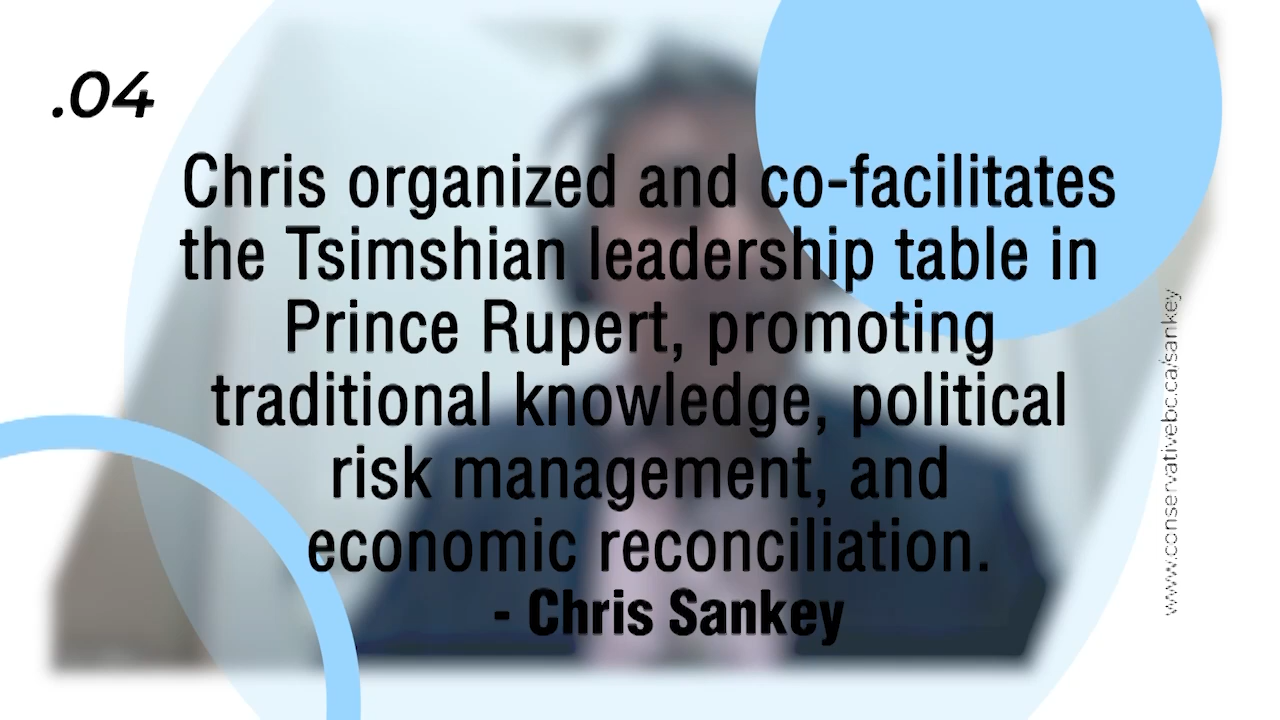 .04
Chris organized and co-facilitates
the Tsimshian leadership table in
Prince Rupert, promoting
traditional knowledge, political
risk management, and
economic reconciliation.
- Chris Sankey
www.conservativebc.ca/sankey